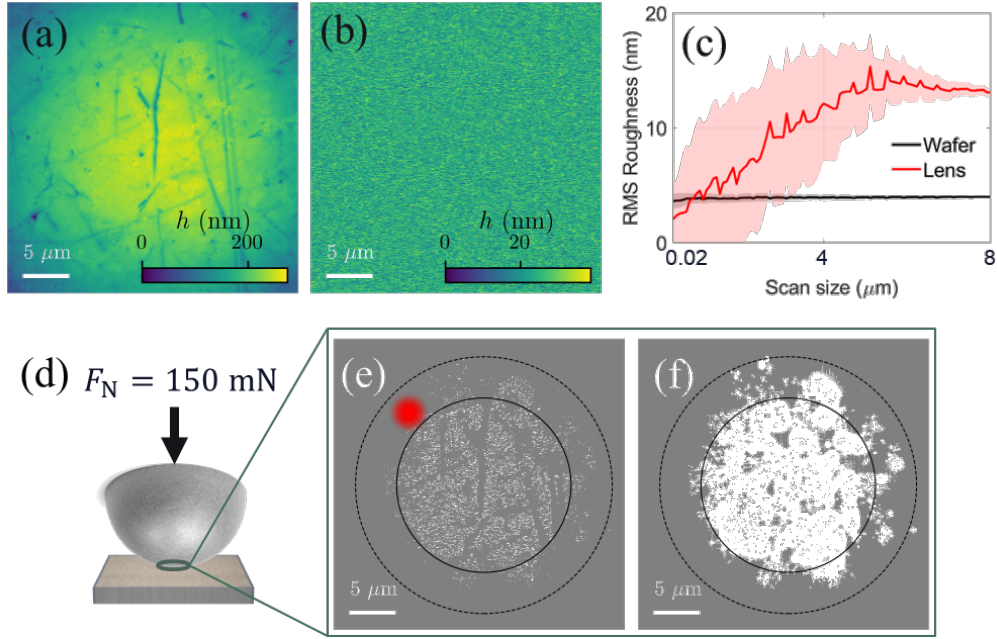 (a)
h (nm)
0
200
5 μm
(b)
h (nm)
0
20
5 μm
(c)
20
10
0
RMS Roughness (nm)
Wafer
Lens
0.02
4
8
Scan size (μm)
(d)
F_N = 150 mN
(e)
5 μm
(f)
5 μm